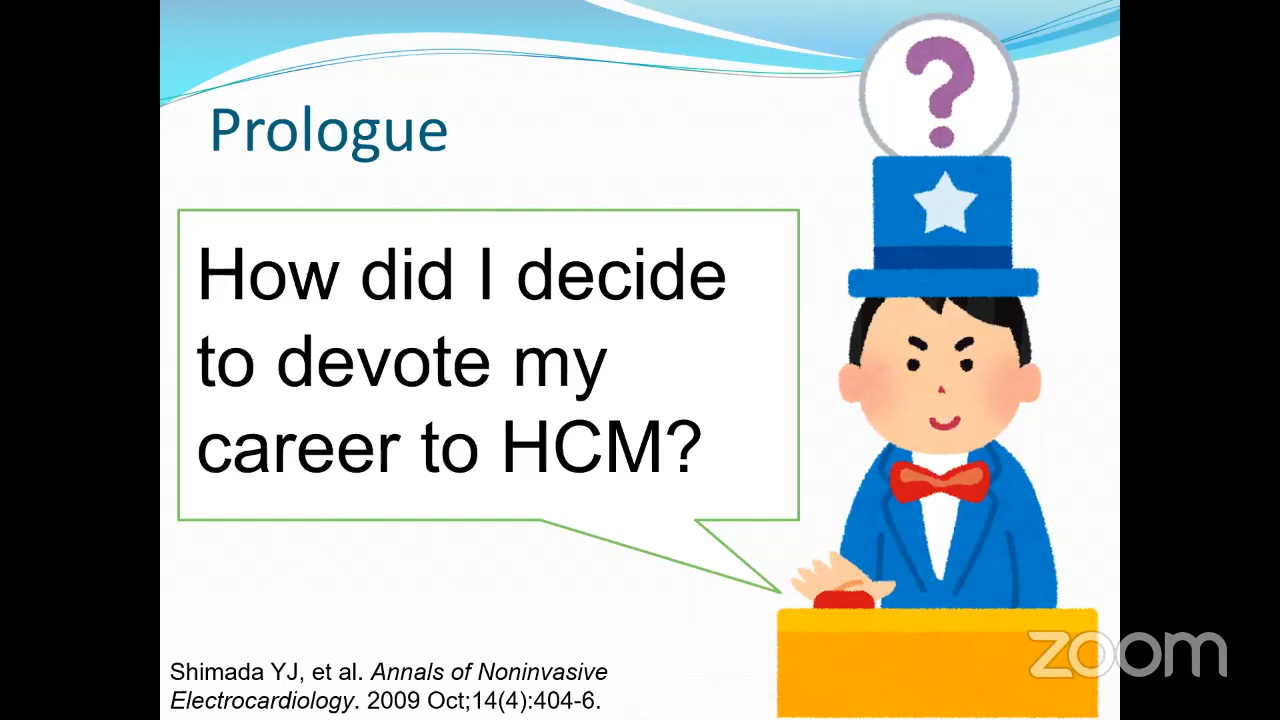 Prologue
How did I decide
to devote my
career to HCM?
Shimada YJ, et al. Annals of Noninvasive
Electrocardiology. 2009 Oct;14(4):404-6.
?
zoom